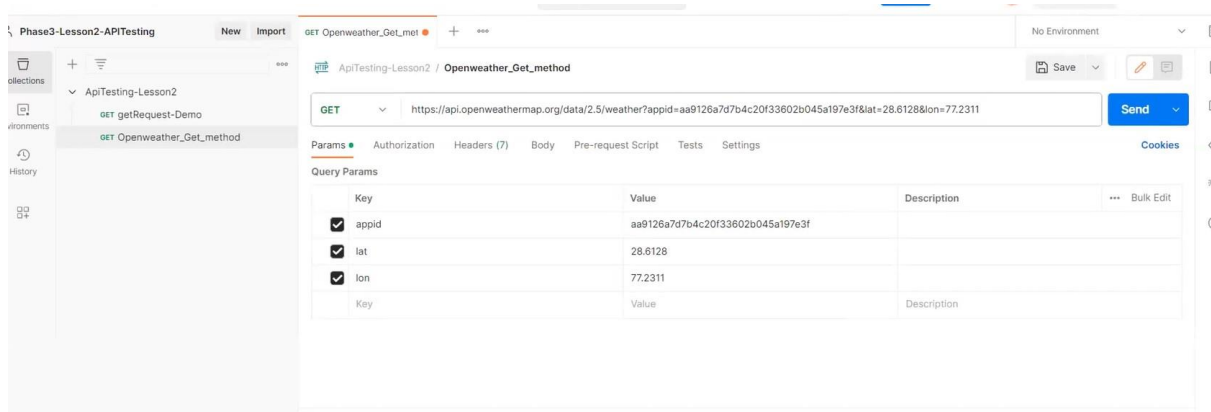 Phase3-Lesson2-APITesting New Import GET Openweather_Get_met No Environment
ollections
ApiTesting-Lesson2 / Openweather_Get_method Save
ApiTesting-Lesson2
GET getRequest-Demo
GET Openweather_Get_method
vironments
History
GET https://api.openweathermap.org/data/2.5/weather?appid=aa9126a7d7b4c20f33602b045a197e3f&lat=28.6128&lon=77.2311 Send
Params Authorization Headers (7) Body Pre-request Script Tests Settings Cookies
Query Params
Key Value Description Bulk Edit
appid aa9126a7d7b4c20f33602b045a197e3f
lat 28.6128
lon 77.2311
Key Value Description